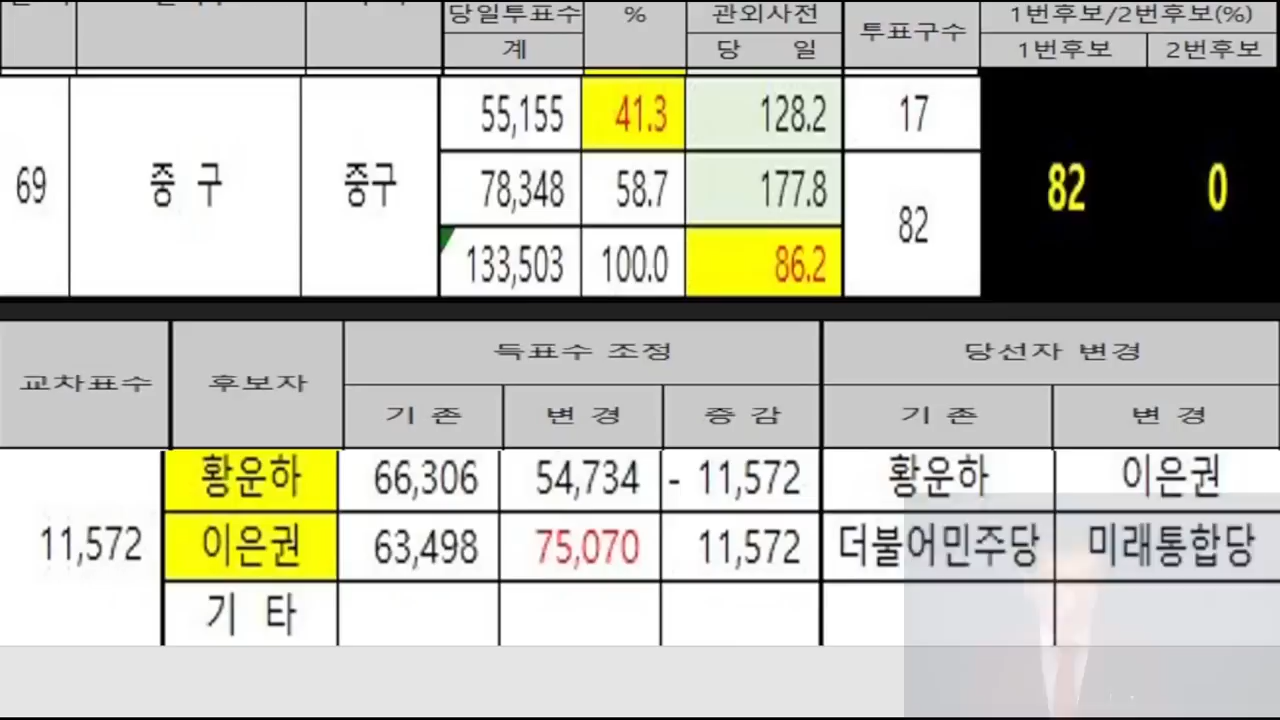 당일투표수 % 관외사전 투표구수 1번후보/2번후보(%)
계 당 일 1번후보 2번후보
69 중 구 중구 55,155 41.3 128.2 17 82 0
78,348 58.7 177.8 82
133,503 100.0 86.2
교차표수 후보자 득표수 조정 당선자 변경
기 존 변 경 증 감 기 존 변 경
11,572 황운하 66,306 54,734 - 11,572 황운하 이은권
이은권 63,498 75,070 11,572 더불어민주당 미래통합당
기 타